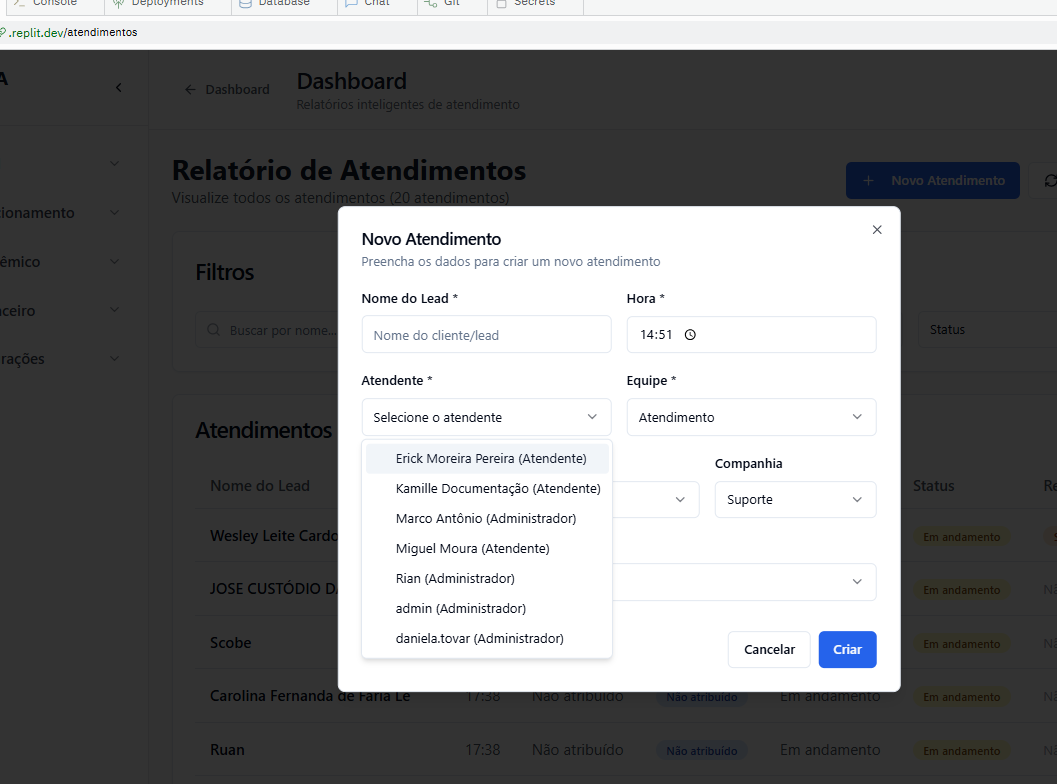 Console
Deployments
Database
Chat
Git
Secrets
.replit.dev/atendimentos
A
Dashboard
Dashboard
Relatórios inteligentes de atendimento
Relatório de Atendimentos
Visualize todos os atendimentos (20 atendimentos)
+ Novo Atendimento
cionamento
êmico
nceiro
rações
Filtros
Buscar por nome...
Status
Novo Atendimento
Preencha os dados para criar um novo atendimento
Nome do Lead *
Hora *
Nome do cliente/lead
14:51
Atendente *
Equipe *
Selecione o atendente
Atendimento
Erick Moreira Pereira (Atendente)
Kamille Documentação (Atendente)
Marco Antônio (Administrador)
Miguel Moura (Atendente)
Rian (Administrador)
admin (Administrador)
daniela.tovar (Administrador)
Companhia
Suporte
Cancelar
Criar
Atendimentos
Nome do Lead
Status
Re
Wesley Leite Cardo
Em andamento
JOSE CUSTÓDIO DA
Em andamento
Scobe
Em andamento
Carolina Fernanda de Faria Le 17:38 Não atribuído Não atribuído Em andamento Em andamento
Ruan 17:38 Não atribuído Não atribuído Em andamento Em andamento